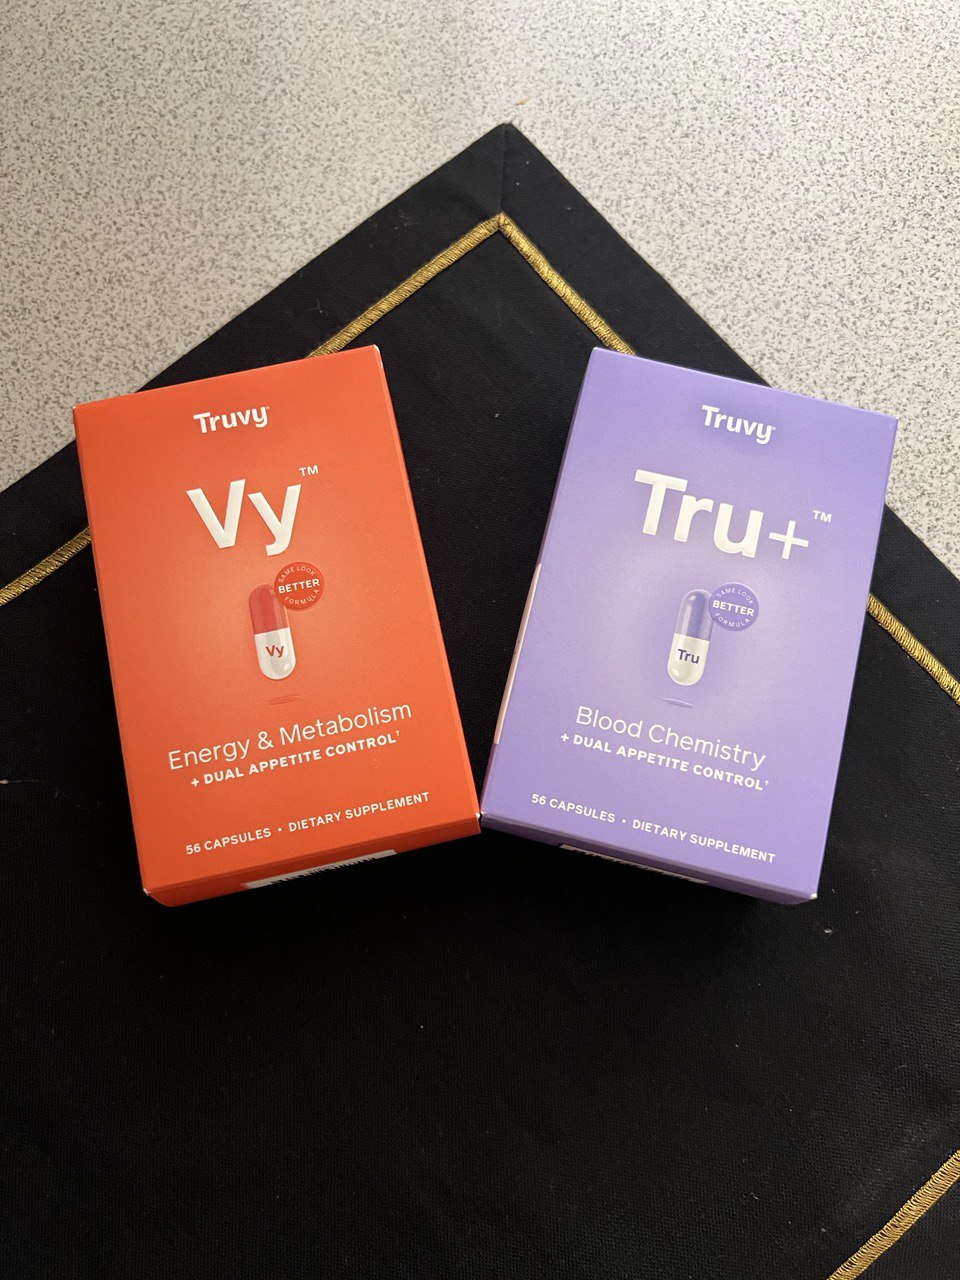 Truvy®
Vy™
SAME LOOK
BETTER
FORMULA
Vy
Energy & Metabolism
+ DUAL APPETITE CONTROL†
56 CAPSULES • DIETARY SUPPLEMENT
Truvy®
Tru+™
SAME LOOK
BETTER
FORMULA
Tru
Blood Chemistry
+ DUAL APPETITE CONTROL†
56 CAPSULES • DIETARY SUPPLEMENT